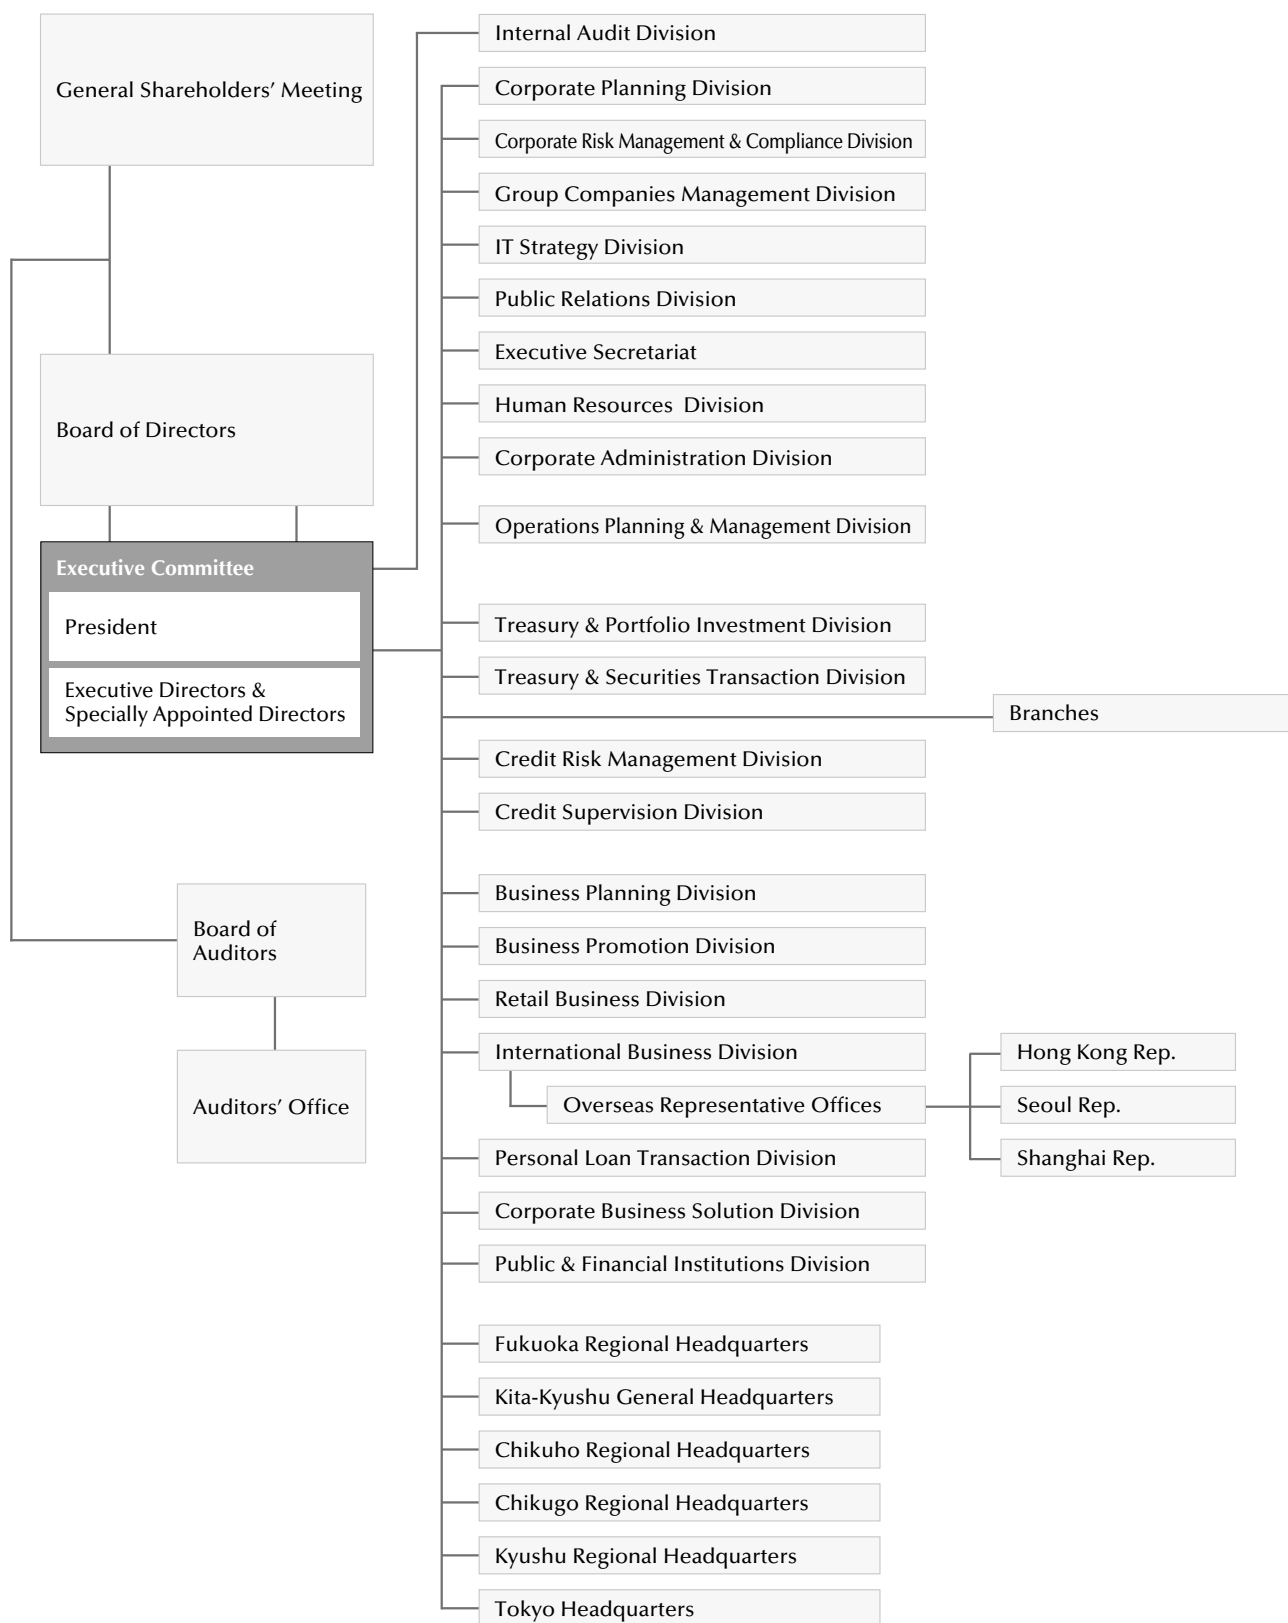 General Shareholders’ Meeting
Board of Directors
Executive Committee
President
Executive Directors &
Specially Appointed Directors
Board of
Auditors
Auditors’ Office
Internal Audit Division
Corporate Planning Division
Corporate Risk Management & Compliance Division
Group Companies Management Division
IT Strategy Division
Public Relations Division
Executive Secretariat
Human Resources Division
Corporate Administration Division
Operations Planning & Management Division
Treasury & Portfolio Investment Division
Treasury & Securities Transaction Division
Branches
Credit Risk Management Division
Credit Supervision Division
Business Planning Division
Business Promotion Division
Retail Business Division
International Business Division
Overseas Representative Offices
Hong Kong Rep.
Seoul Rep.
Shanghai Rep.
Personal Loan Transaction Division
Corporate Business Solution Division
Public & Financial Institutions Division
Fukuoka Regional Headquarters
Kita-Kyushu General Headquarters
Chikuho Regional Headquarters
Chikugo Regional Headquarters
Kyushu Regional Headquarters
Tokyo Headquarters